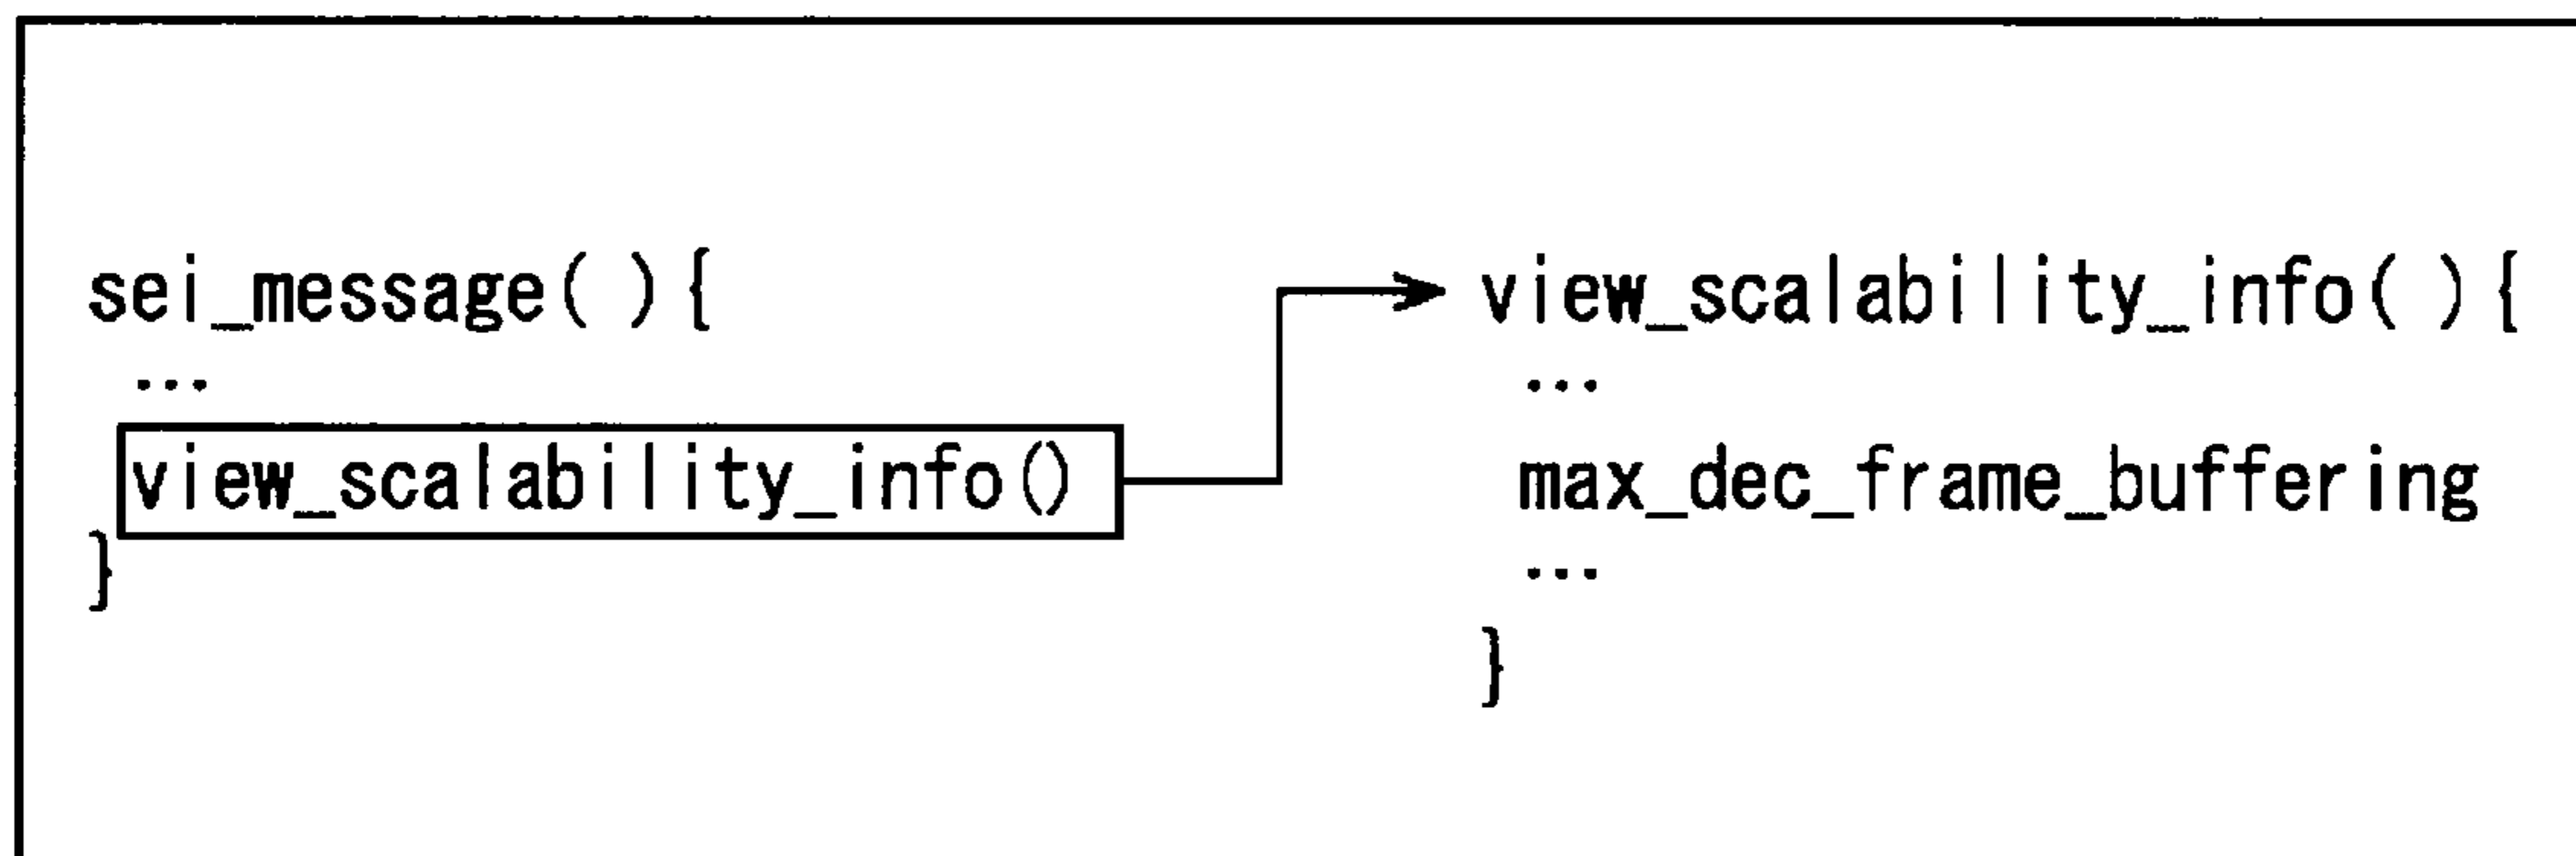 sei_message( ){
...
view_scalability_info()
}
view_scalability_info( ){
...
max_dec_frame_buffering
...
}